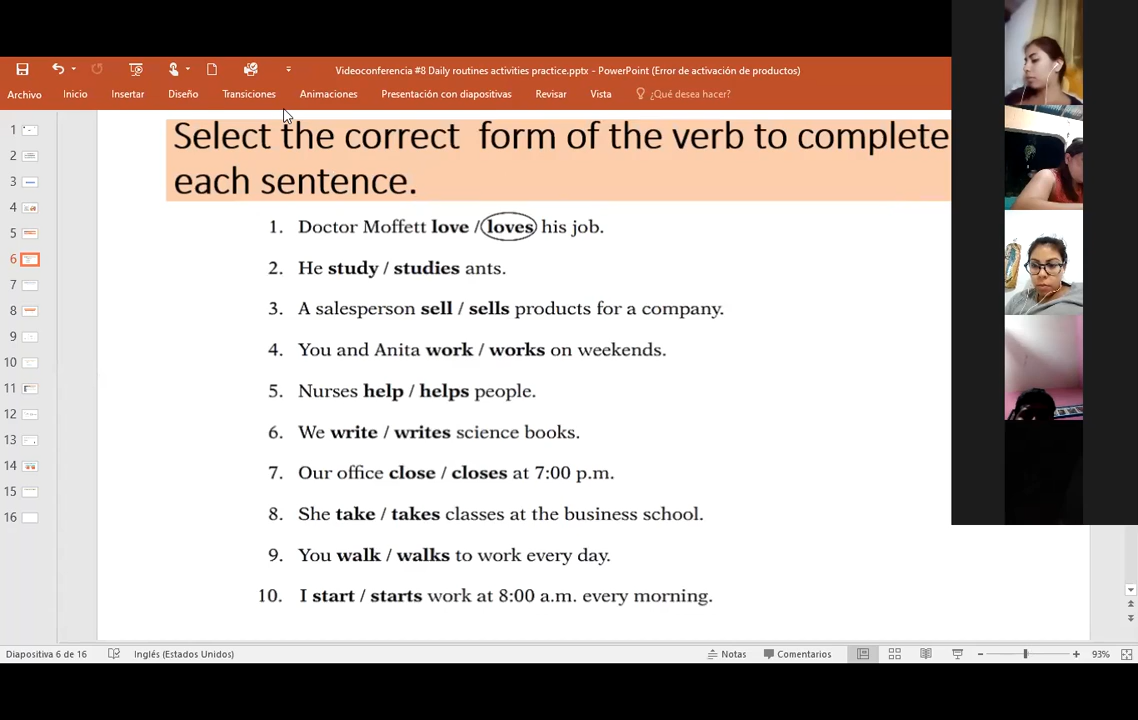 Videoconferencia #8 Daily routines activities practice.pptx - PowerPoint (Error de activación de productos)
Archivo Inicio Insertar Diseño Transiciones Animaciones Presentación con diapositivas Revisar Vista ¿Qué desea hacer?
Select the correct form of the verb to complete
each sentence.
1. Doctor Moffett love / loves his job.
2. He study / studies ants.
3. A salesperson sell / sells products for a company.
4. You and Anita work / works on weekends.
5. Nurses help / helps people.
6. We write / writes science books.
7. Our office close / closes at 7:00 p.m.
8. She take / takes classes at the business school.
9. You walk / walks to work every day.
10. I start / starts work at 8:00 a.m. every morning.
1
2
3
4
5
6
7
8
9
10
11
12
13
14
15
16
Diapositiva 6 de 16 Inglés (Estados Unidos) Notas Comentarios 93%